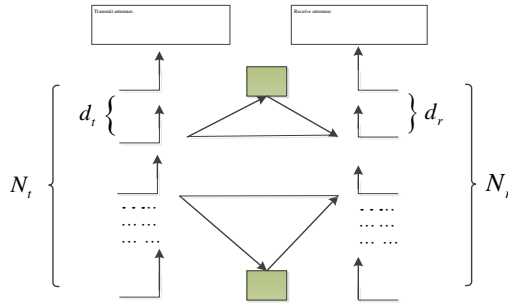 Transmit antennas
Receive antennas
d_t
d_r
N_t
N_r